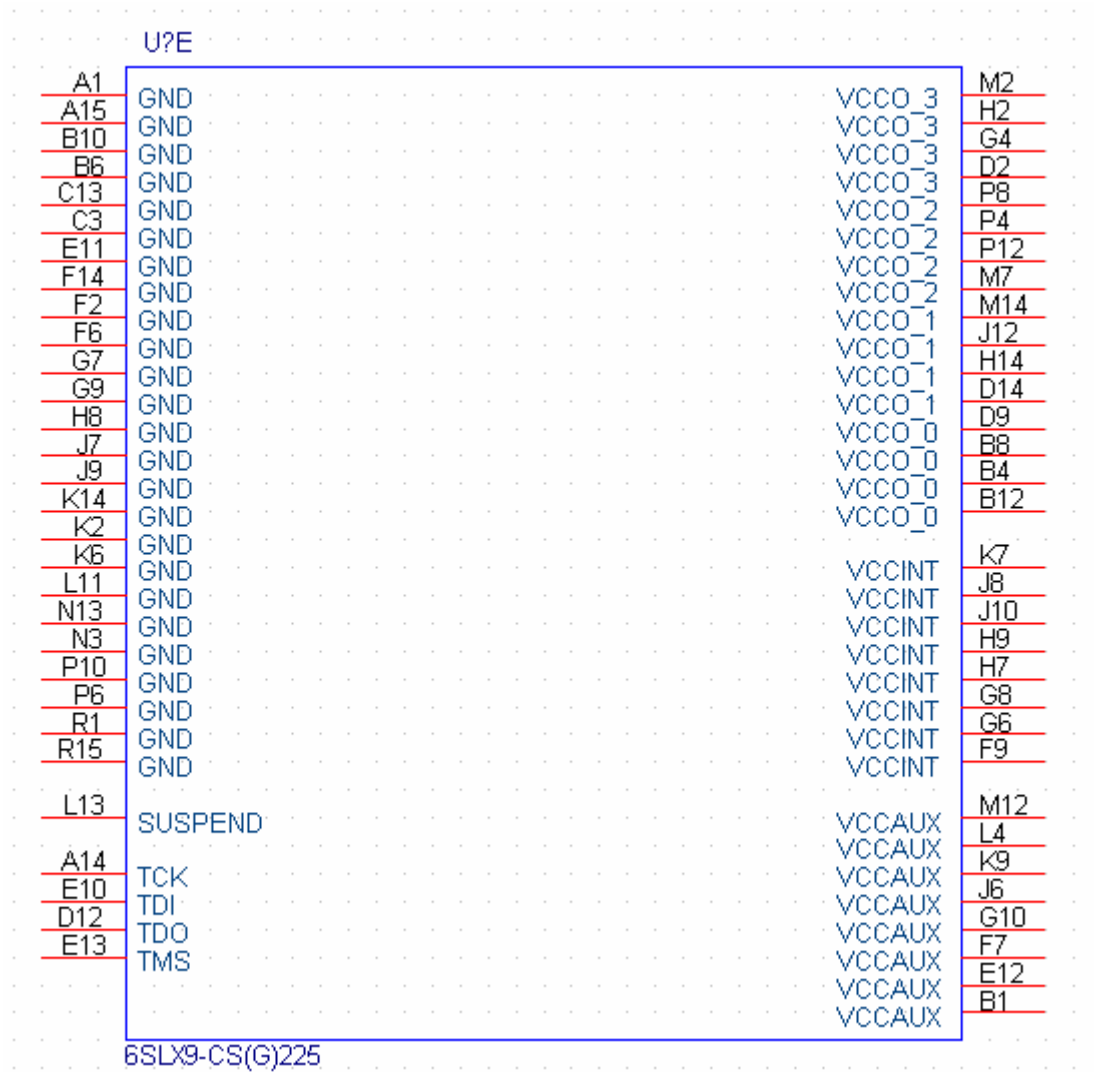 U?E
A1 GND VCCO_3 M2
A15 GND VCCO_3 H2
B10 GND VCCO_3 G4
B6 GND VCCO_3 D2
C13 GND VCCO_2 P8
C3 GND VCCO_2 P4
E11 GND VCCO_2 P12
F14 GND VCCO_2 M7
F2 GND VCCO_1 M14
F6 GND VCCO_1 J12
G7 GND VCCO_1 H14
G9 GND VCCO_1 D14
H8 GND VCCO_0 D9
J7 GND VCCO_0 B8
J9 GND VCCO_0 B4
K14 GND VCCO_0 B12
K2 GND
K6 GND VCCINT K7
L11 GND VCCINT J8
N13 GND VCCINT J10
N3 GND VCCINT H9
P10 GND VCCINT H7
P6 GND VCCINT G8
R1 GND VCCINT G6
R15 GND VCCINT F9
L13 SUSPEND VCCAUX M12
VCCAUX L4
A14 TCK VCCAUX K9
E10 TDI VCCAUX J6
D12 TDO VCCAUX G10
E13 TMS VCCAUX F7
VCCAUX E12
VCCAUX B1
6SLX9-CS(G)225